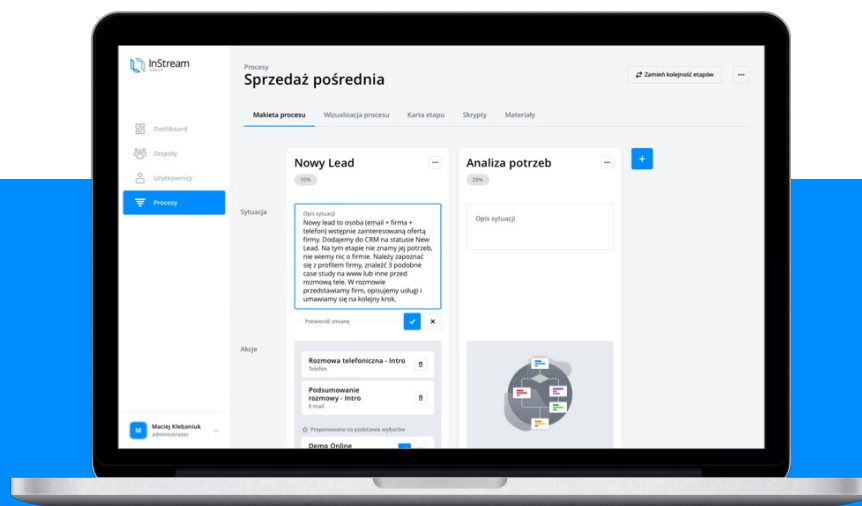 InStream
GROUP
Procesy
Sprzedaż pośrednia
Zamień kolejność etapów
Makieta procesu
Wizualizacja procesu
Karta etapu
Skrypty
Materiały
Dashboard
Zespoły
Użytkownicy
Procesy
Nowy Lead
10%
Analiza potrzeb
20%
Sytuacja
Opis sytuacji
Nowy lead to osoba (email + firma +
telefon) wstępnie zainteresowaną ofertą
firmy. Dodajemy do CRM na statusie New
Lead. Na tym etapie nie znamy jej potrzeb,
nie wiemy nic o firmie. Należy zapoznać
się z profilem firmy, znaleźć 3 podobne
case study na www lub inne przed
rozmową tele. W rozmowie
przedstawiamy firm, opisujemy usługi i
umawiamy się na kolejny krok.
Opis sytuacji
Potwierdź zmianę
Akcje
Rozmowa telefoniczna - Intro
Telefon
Podsumowanie
rozmowy - Intro
E-mail
Proponowane na podstawie wyborów
Demo Online
M
Maciej Klebaniuk
administrator